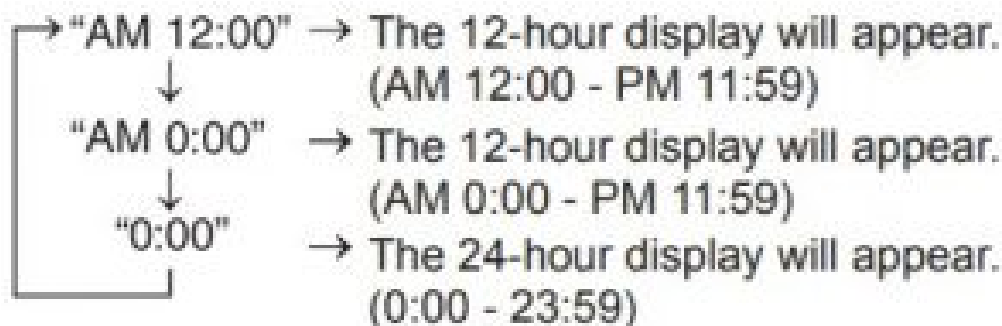 “AM 12:00” → The 12-hour display will appear.
(AM 12:00 - PM 11:59)
↓
“AM 0:00” → The 12-hour display will appear.
(AM 0:00 - PM 11:59)
↓
“0:00” → The 24-hour display will appear.
(0:00 - 23:59)